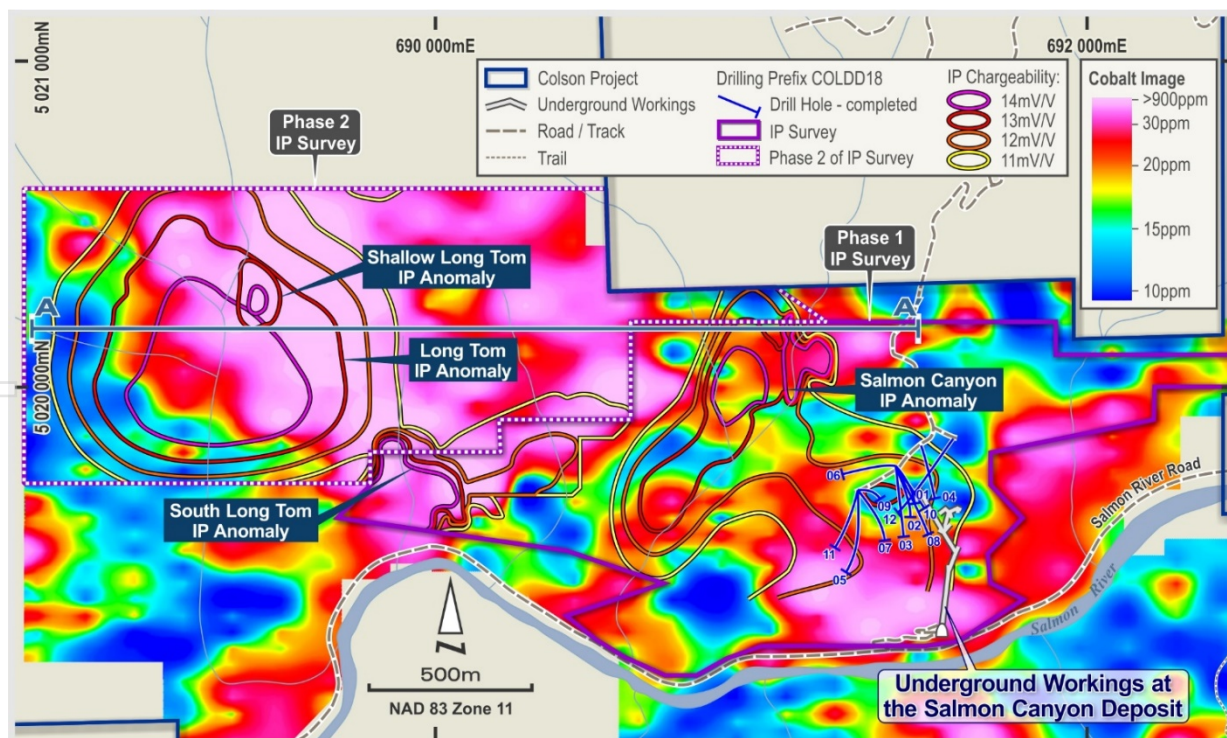 5 021 000mN
690 000mE
692 000mE
Colson Project
Underground Workings
Road / Track
Trail
Drilling Prefix COLDD18
Drill Hole - completed
IP Survey
Phase 2 of IP Survey
IP Chargeability:
14mV/V
13mV/V
12mV/V
11mV/V
Cobalt Image
>900ppm
30ppm
20ppm
15ppm
10ppm
Phase 2
IP Survey
Phase 1
IP Survey
Shallow Long Tom
IP Anomaly
A
A'
Long Tom
IP Anomaly
5 020 000mN
Salmon Canyon
IP Anomaly
South Long Tom
IP Anomaly
06
01
04
09
10
12
02
11
07
03
08
05
Salmon River Road
Salmon River
N
500m
NAD 83 Zone 11
Underground Workings at
the Salmon Canyon Deposit